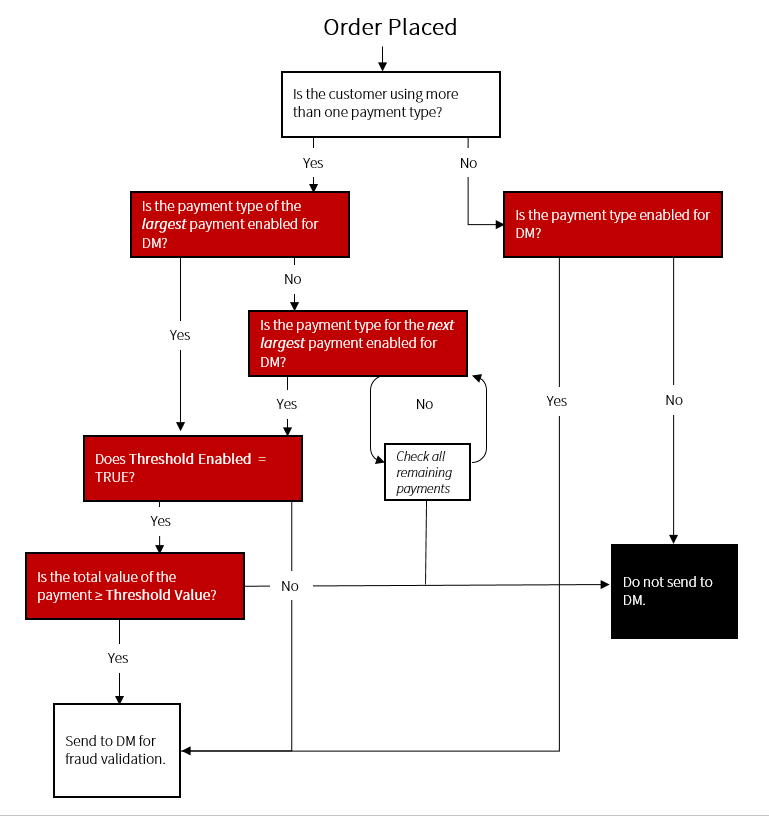 Order Placed
Is the customer using more
than one payment type?
Yes
No
Is the payment type of the
largest payment enabled for
DM?
Is the payment type enabled for
DM?
No
Is the payment type for the next
largest payment enabled for
DM?
Yes
Yes
No
Yes
No
Does Threshold Enabled =
TRUE?
Check all
remaining
payments
Yes
Is the total value of the
payment ≥ Threshold Value?
No
Do not send to
DM.
Yes
Send to DM for
fraud validation.